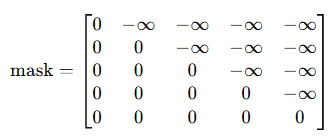 0 −∞ −∞ −∞ −∞
0 0 −∞ −∞ −∞
mask = 0 0 0 −∞ −∞
0 0 0 0 −∞
0 0 0 0 0